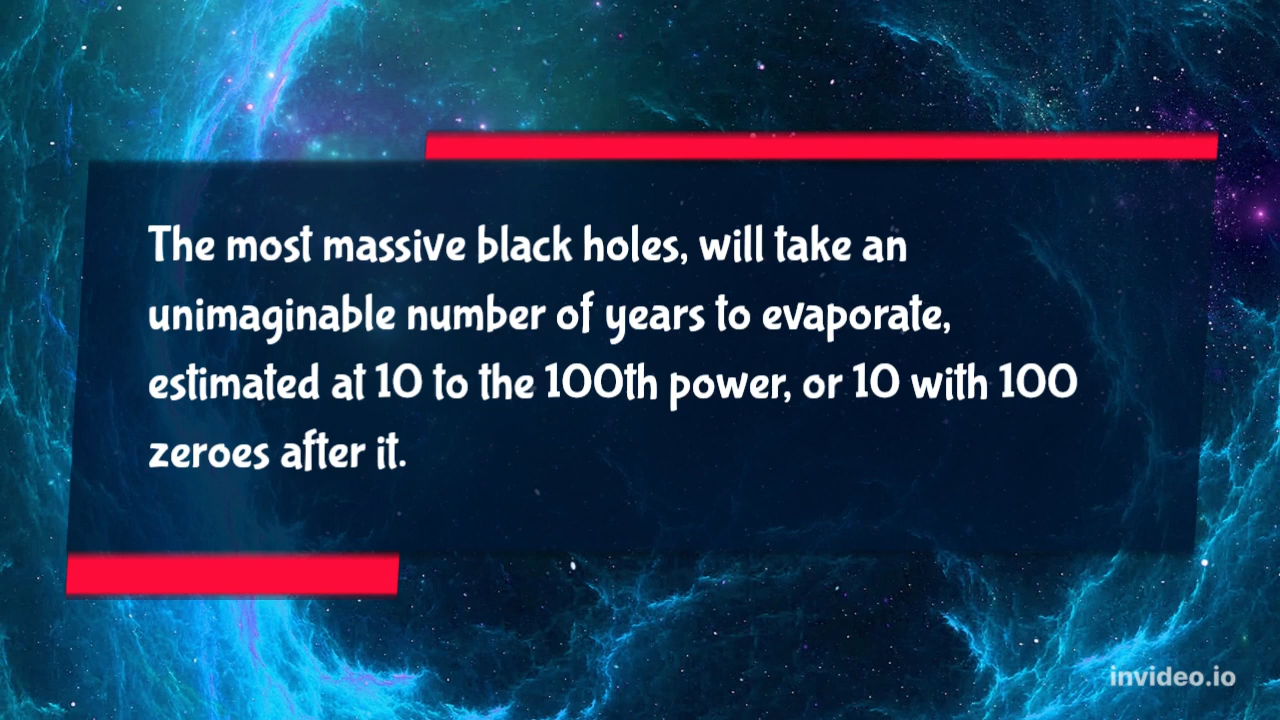 The most massive black holes, will take an
unimaginable number of years to evaporate,
estimated at 10 to the 100th power, or 10 with 100
zeroes after it.
invideo.io